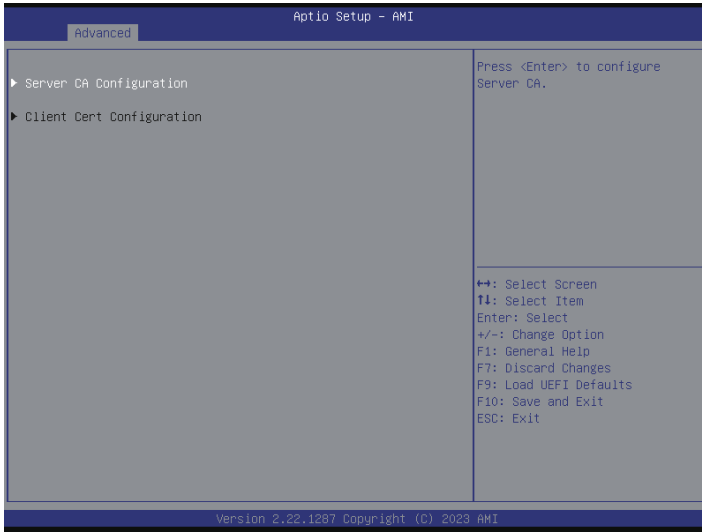 Aptio Setup – AMI
Advanced
▶ Server CA Configuration
▶ Client Cert Configuration
Press <Enter> to configure
Server CA.
↔: Select Screen
↑↓: Select Item
Enter: Select
+/-: Change Option
F1: General Help
F7: Discard Changes
F9: Load UEFI Defaults
F10: Save and Exit
ESC: Exit
Version 2.22.1287 Copyright (C) 2023 AMI